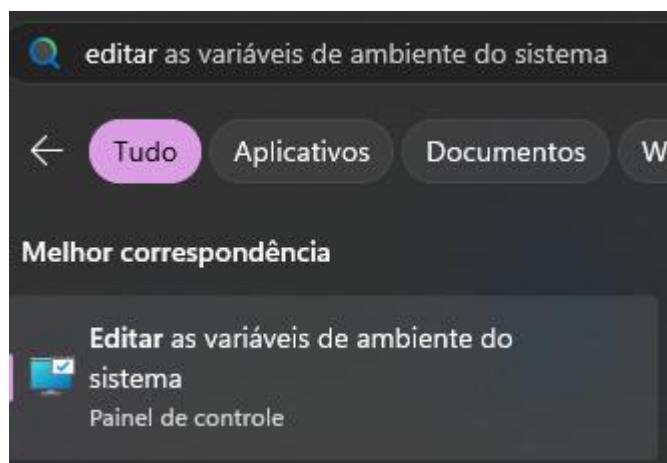 editar as variáveis de ambiente do sistema
Tudo Aplicativos Documentos W
Melhor correspondência
Editar as variáveis de ambiente do
sistema
Painel de controle